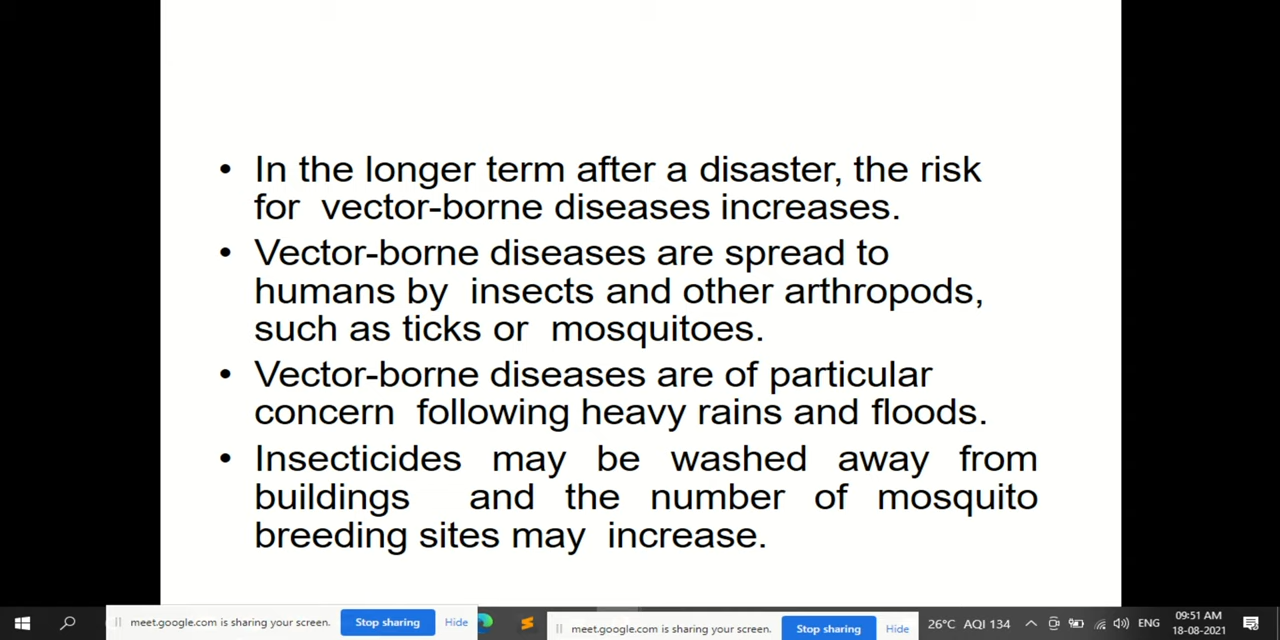 • In the longer term after a disaster, the risk
for vector-borne diseases increases.
• Vector-borne diseases are spread to
humans by insects and other arthropods,
such as ticks or mosquitoes.
• Vector-borne diseases are of particular
concern following heavy rains and floods.
• Insecticides may be washed away from
buildings and the number of mosquito
breeding sites may increase.
meet.google.com is sharing your screen. Stop sharing Hide
meet.google.com is sharing your screen. Stop sharing Hide
26°C AQI 134 ENG 09:51 AM
18-08-2021